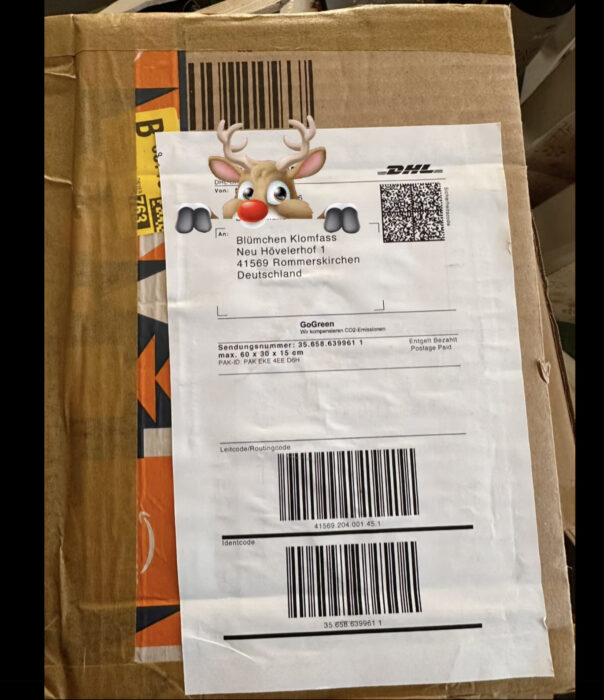 DHL
Von:
An:
Blümchen Klomfass
Neu Hövelerhof 1
41569 Rommerskirchen
Deutschland
GoGreen
Wir kompensieren CO2-Emissionen
Sendungsnummer: 35.658.639961 1
Entgelt Bezahlt
Postage Paid
max. 60 x 30 x 15 cm
PAK-ID: PAK EKE 4EE D6H
Leitcode/Routingcode
41569.204.001.45.1
Identcode
35.658.639961 1